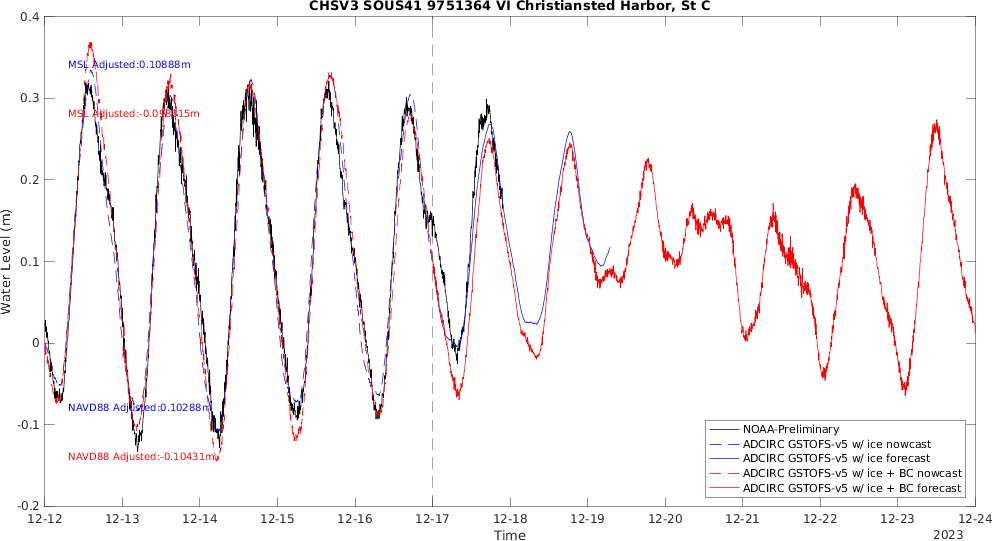 CHSV3 SOUS41 9751364 VI Christiansted Harbor, St C
0.4
0.3
0.2
0.1
0
-0.1
-0.2
Water Level (m)
MSL Adjusted:0.10888m
NAVD88 Adjusted:0.10288m
NAVD88 Adjusted:-0.10431m
NOAA-Preliminary
ADCIRC GSTOFS-v5 w/ ice nowcast
ADCIRC GSTOFS-v5 w/ ice forecast
ADCIRC GSTOFS-v5 w/ ice + BC nowcast
ADCIRC GSTOFS-v5 w/ ice + BC forecast
12-12 12-13 12-14 12-15 12-16 12-17 12-18 12-19 12-20 12-21 12-22 12-23 12-24
Time
2023
MSL